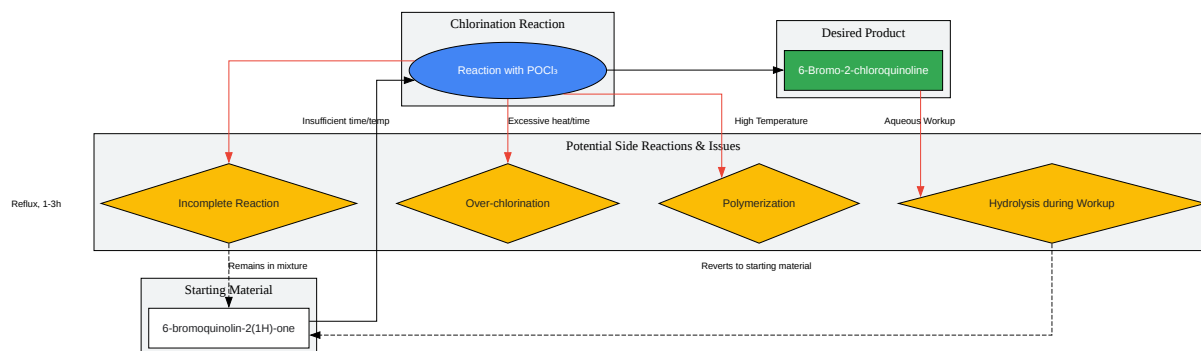 Chlorination Reaction
Desired Product
Reaction with POCl₃
6-Bromo-2-chloroquinoline
Insufficient time/temp
Excessive heat/time
High Temperature
Aqueous Workup
Potential Side Reactions & Issues
Reflux, 1-3h
Incomplete Reaction
Over-chlorination
Polymerization
Hydrolysis during Workup
Remains in mixture
Reverts to starting material
Starting Material
6-bromoquinolin-2(1H)-one